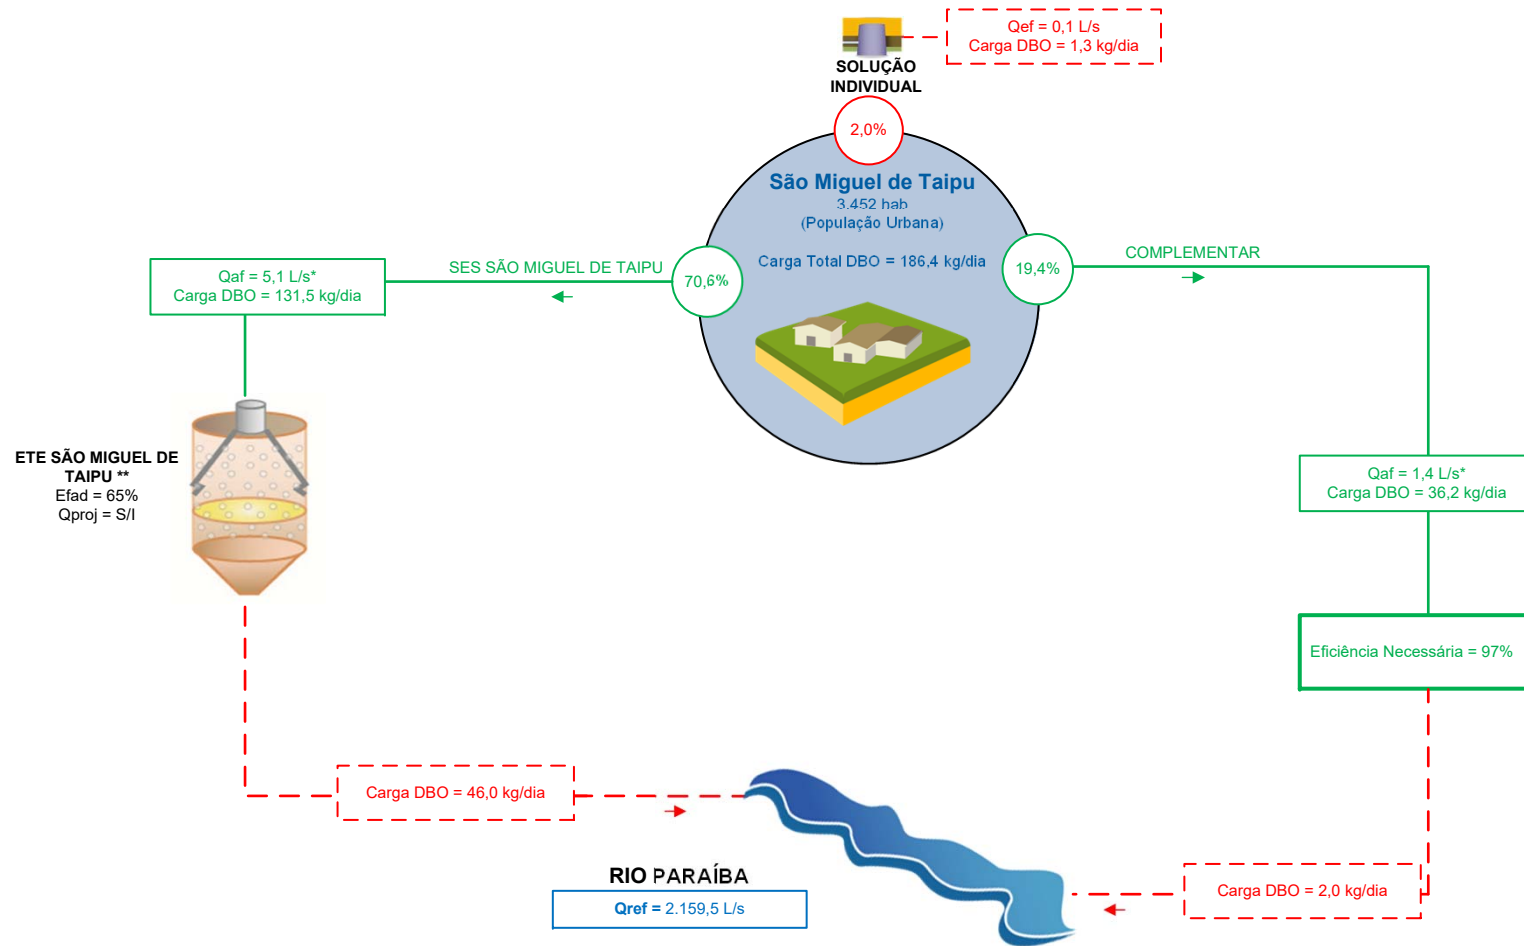 Qef = 0,1 L/s
Carga DBO = 1,3 kg/dia
SOLUÇÃO
INDIVIDUAL
2,0%
São Miguel de Taipu
3.452 hab
(População Urbana)
Carga Total DBO = 186,4 kg/dia
70,6%
19,4%
SES SÃO MIGUEL DE TAIPU
COMPLEMENTAR
Qaf = 5,1 L/s*
Carga DBO = 131,5 kg/dia
ETE SÃO MIGUEL DE
TAIPU **
Efad = 65%
Qproj = S/I
Qaf = 1,4 L/s*
Carga DBO = 36,2 kg/dia
Eficiência Necessária = 97%
Carga DBO = 46,0 kg/dia
RIO PARAÍBA
Qref = 2.159,5 L/s
Carga DBO = 2,0 kg/dia